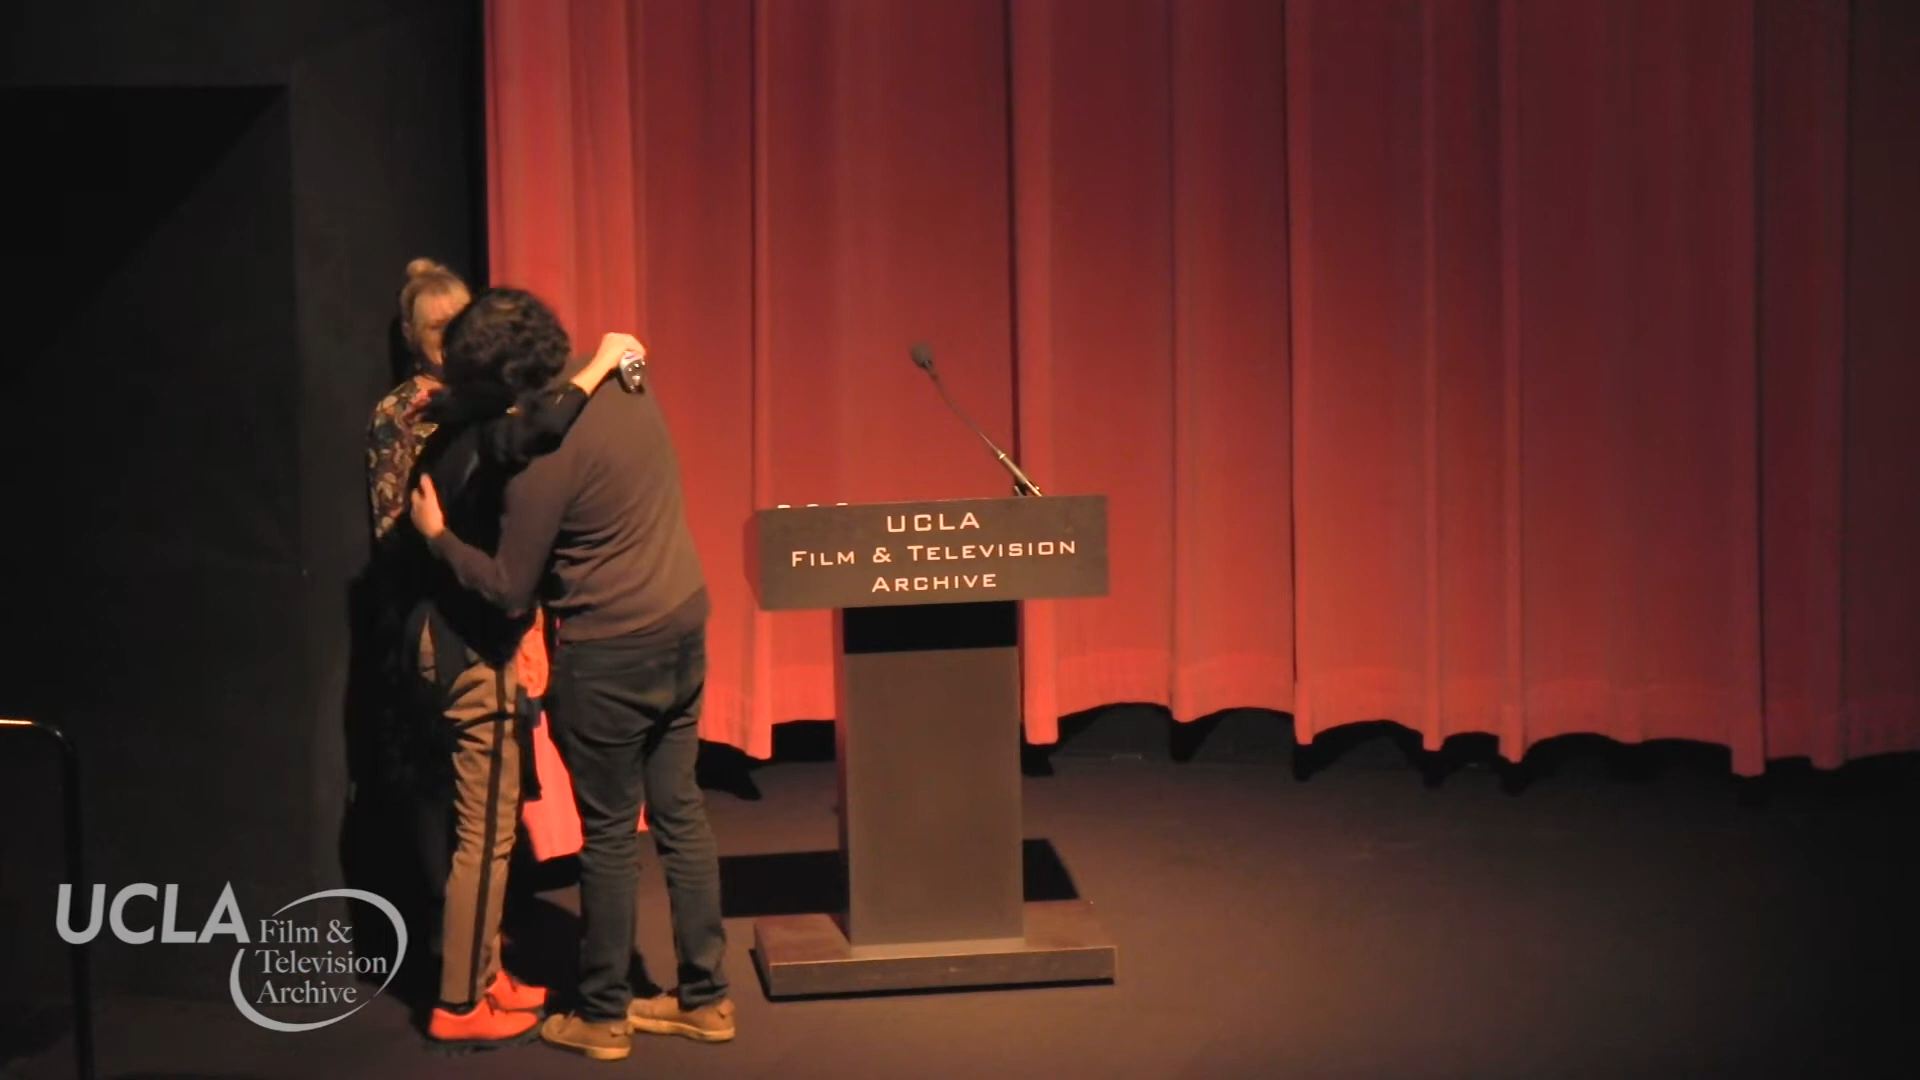 UCLA
FILM & TELEVISION
ARCHIVE
UCLA
Film &
Television
Archive